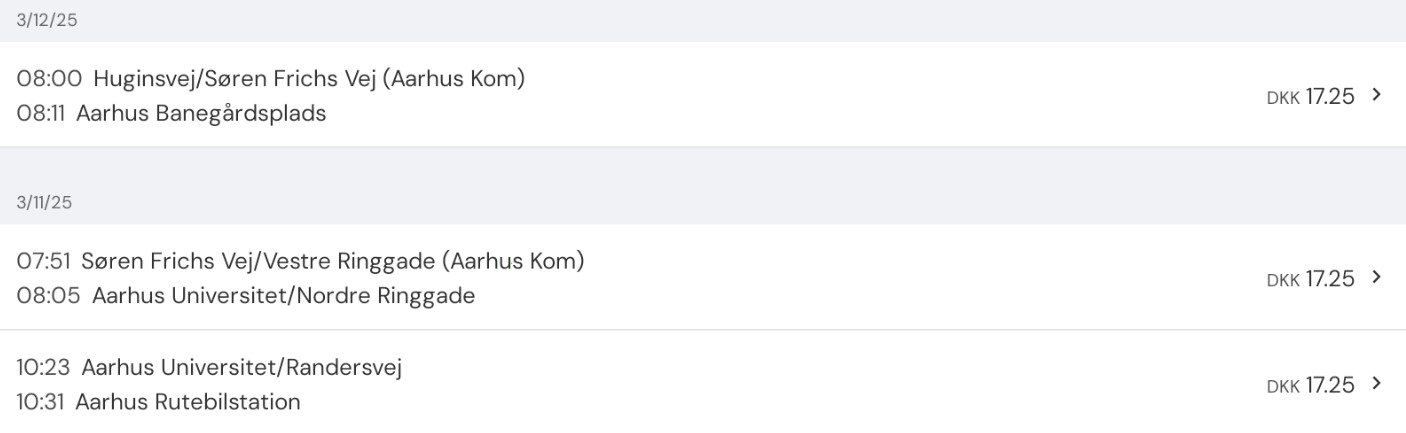 3/12/25
08:00 Huginsvej/Søren Frichs Vej (Aarhus Kom)
08:11 Aarhus Banegårdsplads
DKK 17.25
3/11/25
07:51 Søren Frichs Vej/Vestre Ringgade (Aarhus Kom)
08:05 Aarhus Universitet/Nordre Ringgade
DKK 17.25
10:23 Aarhus Universitet/Randersvej
10:31 Aarhus Rutebilstation
DKK 17.25